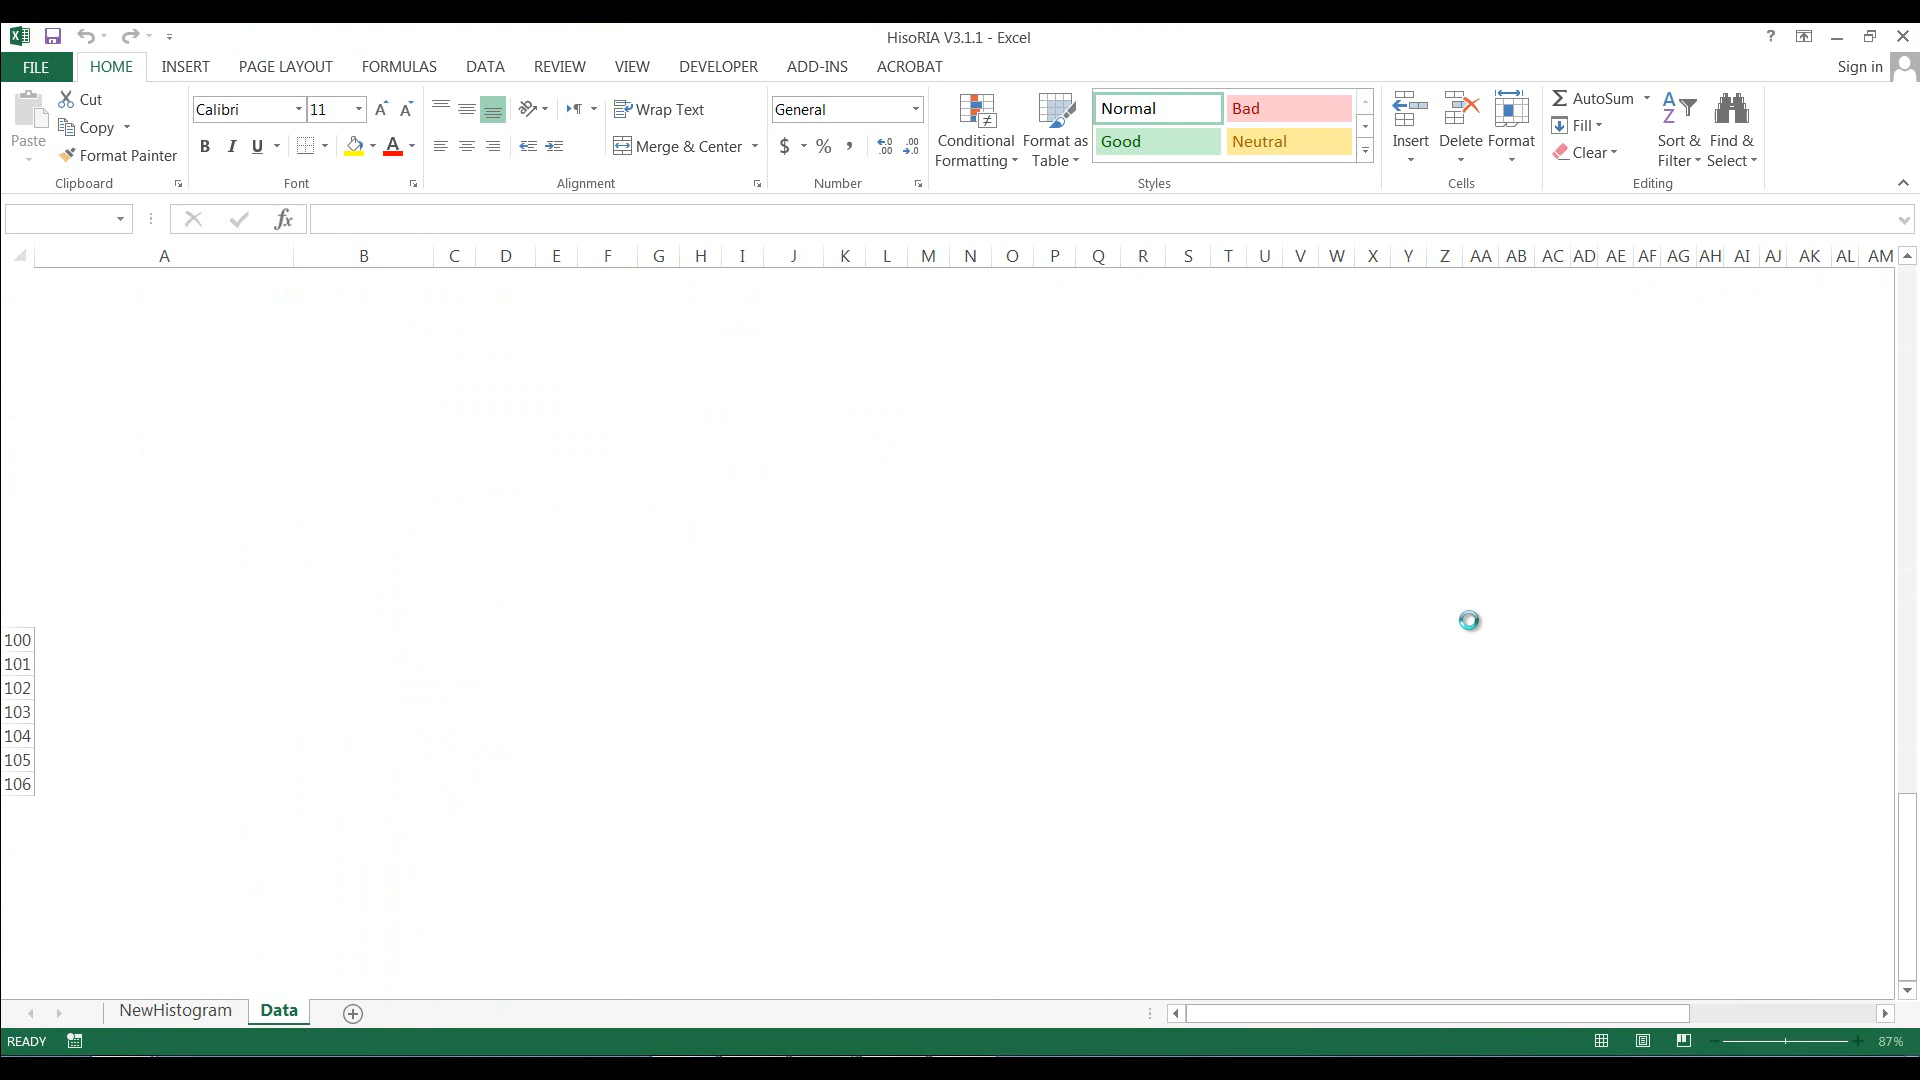 HisoRIA V3.1.1 - Excel
?
FILE HOME INSERT PAGE LAYOUT FORMULAS DATA REVIEW VIEW DEVELOPER ADD-INS ACROBAT Sign in
Paste
Cut
Copy
Format Painter
Clipboard
Calibri 11 A A
B I U A
Font
Wrap Text
Merge & Center
Alignment
General
$ % ,
Number
Conditional Formatting
Format as Table
Normal Bad
Good Neutral
Styles
Insert Delete Format
Cells
AutoSum
Fill
Clear
Sort & Filter
Find & Select
Editing
fx
A B C D E F G H I J K L M N O P Q R S T U V W X Y Z AA AB AC AD AE AF AG AH AI AJ AK AL AM
100
101
102
103
104
105
106
NewHistogram Data
READY 87%